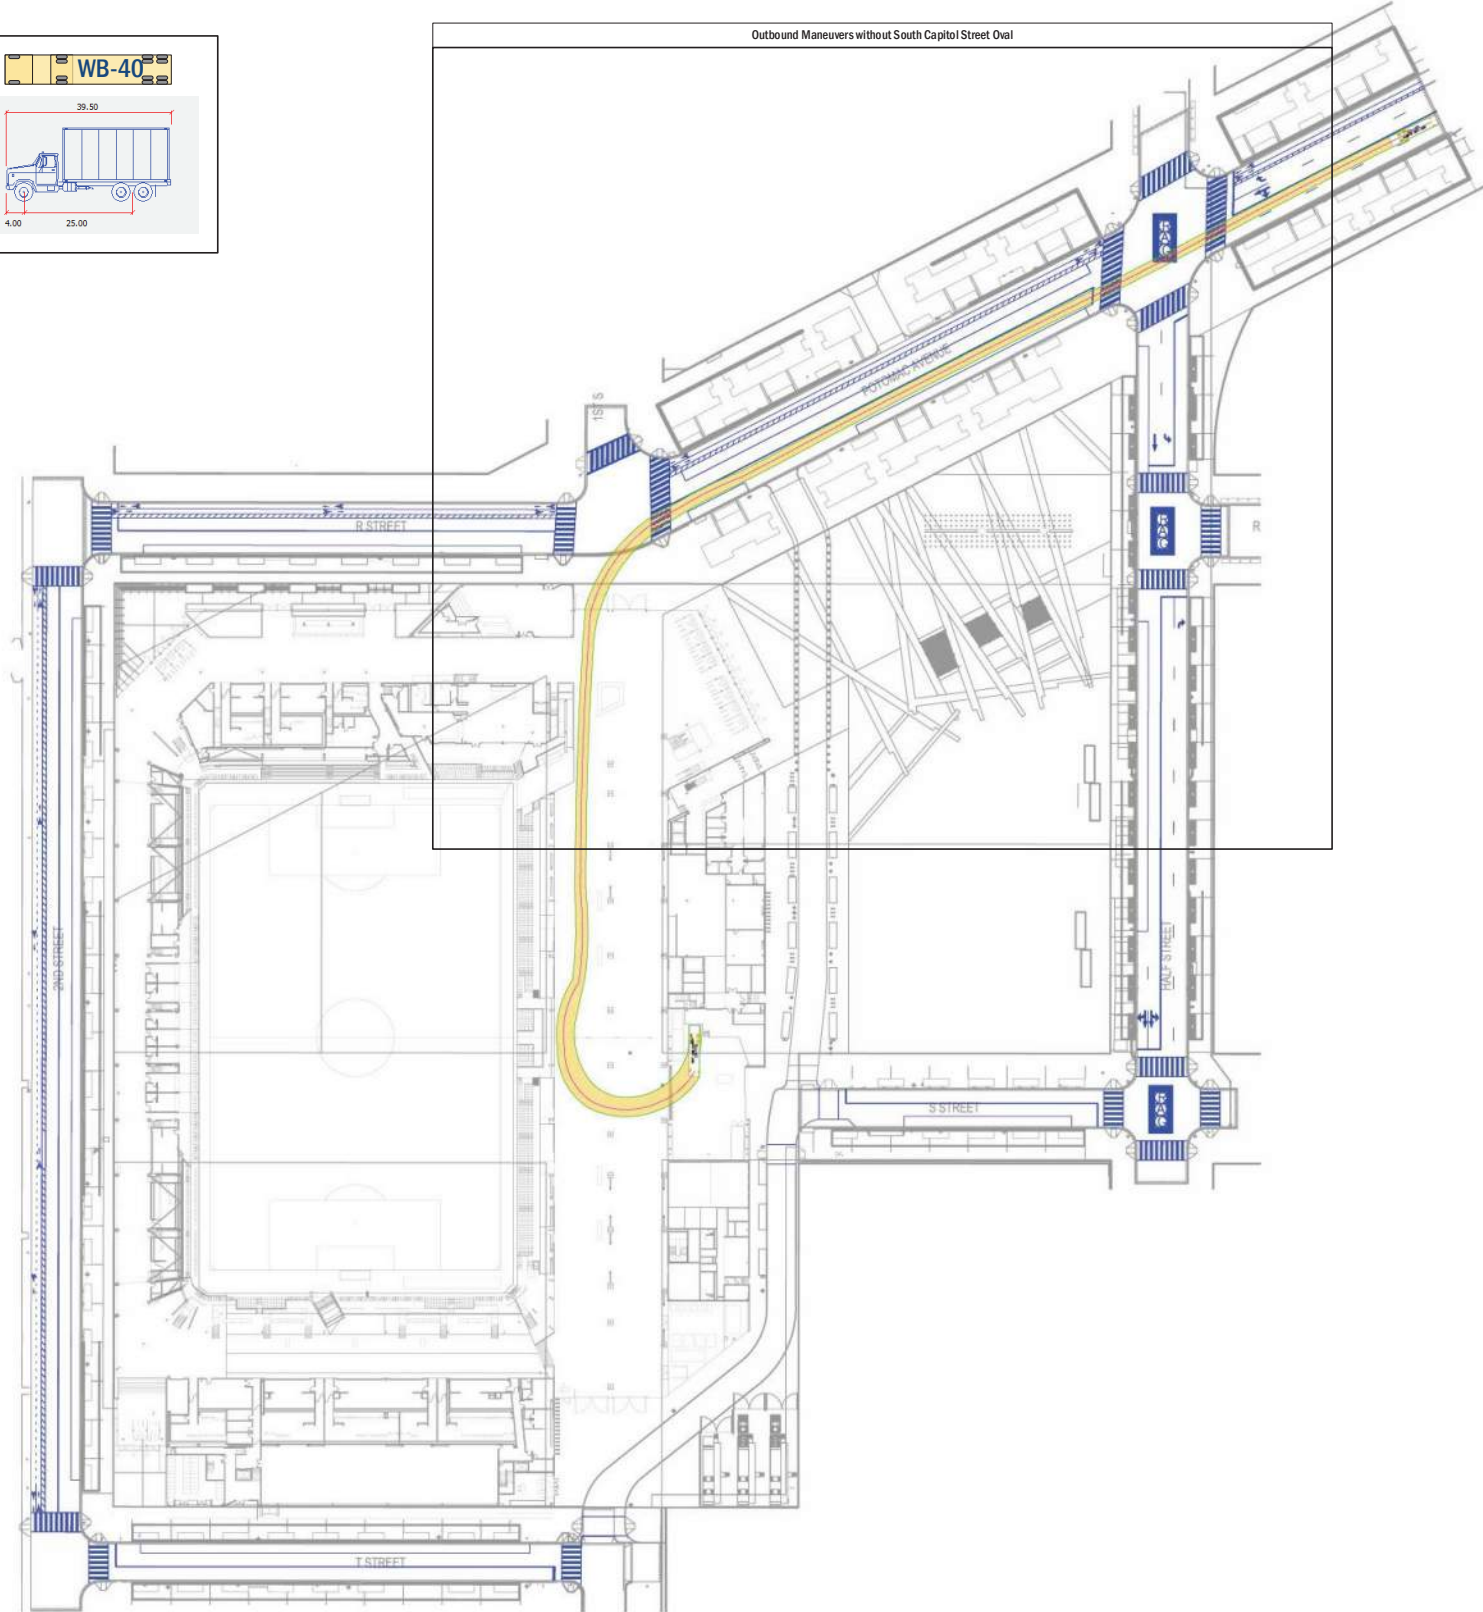 Outbound Maneuvers without South Capitol Street Oval
WB-40
39.50
4.00
25.00
POTOMAC AVENUE
1ST S
R STREET
R
2ND STREET
HALF STREET
S STREET
T STREET